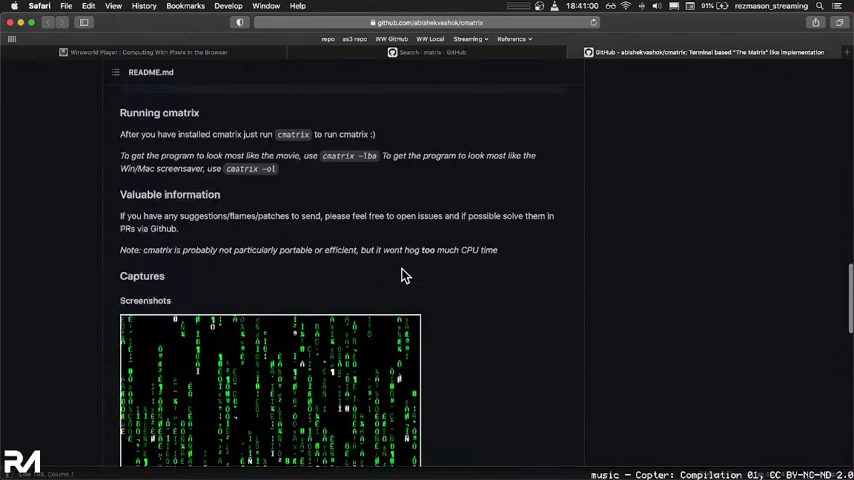 Safari File Edit View History Bookmarks Develop Window Help 91% 18:41:00 rezmason_streaming
github.com/abishekvashok/cmatrix
repo as3 repo WW GitHub WW Local Streaming Reference
Wireworld Player : Computing With Pixels In the Browser
Search · matrix · GitHub
GitHub - abishekvashok/cmatrix: Terminal based "The Matrix" like implementation
README.md
Running cmatrix
After you have installed cmatrix just run cmatrix to run cmatrix :)
To get the program to look most like the movie, use cmatrix -lba To get the program to look most like the
Win/Mac screensaver, use cmatrix -ol
Valuable information
If you have any suggestions/flames/patches to send, please feel free to open issues and if possible solve them in
PRs via Github.
Note: cmatrix is probably not particularly portable or efficient, but it wont hog too much CPU time
Captures
Screenshots
RM
music — Copter: Compilation 01, CC BY-NC-ND 2.0